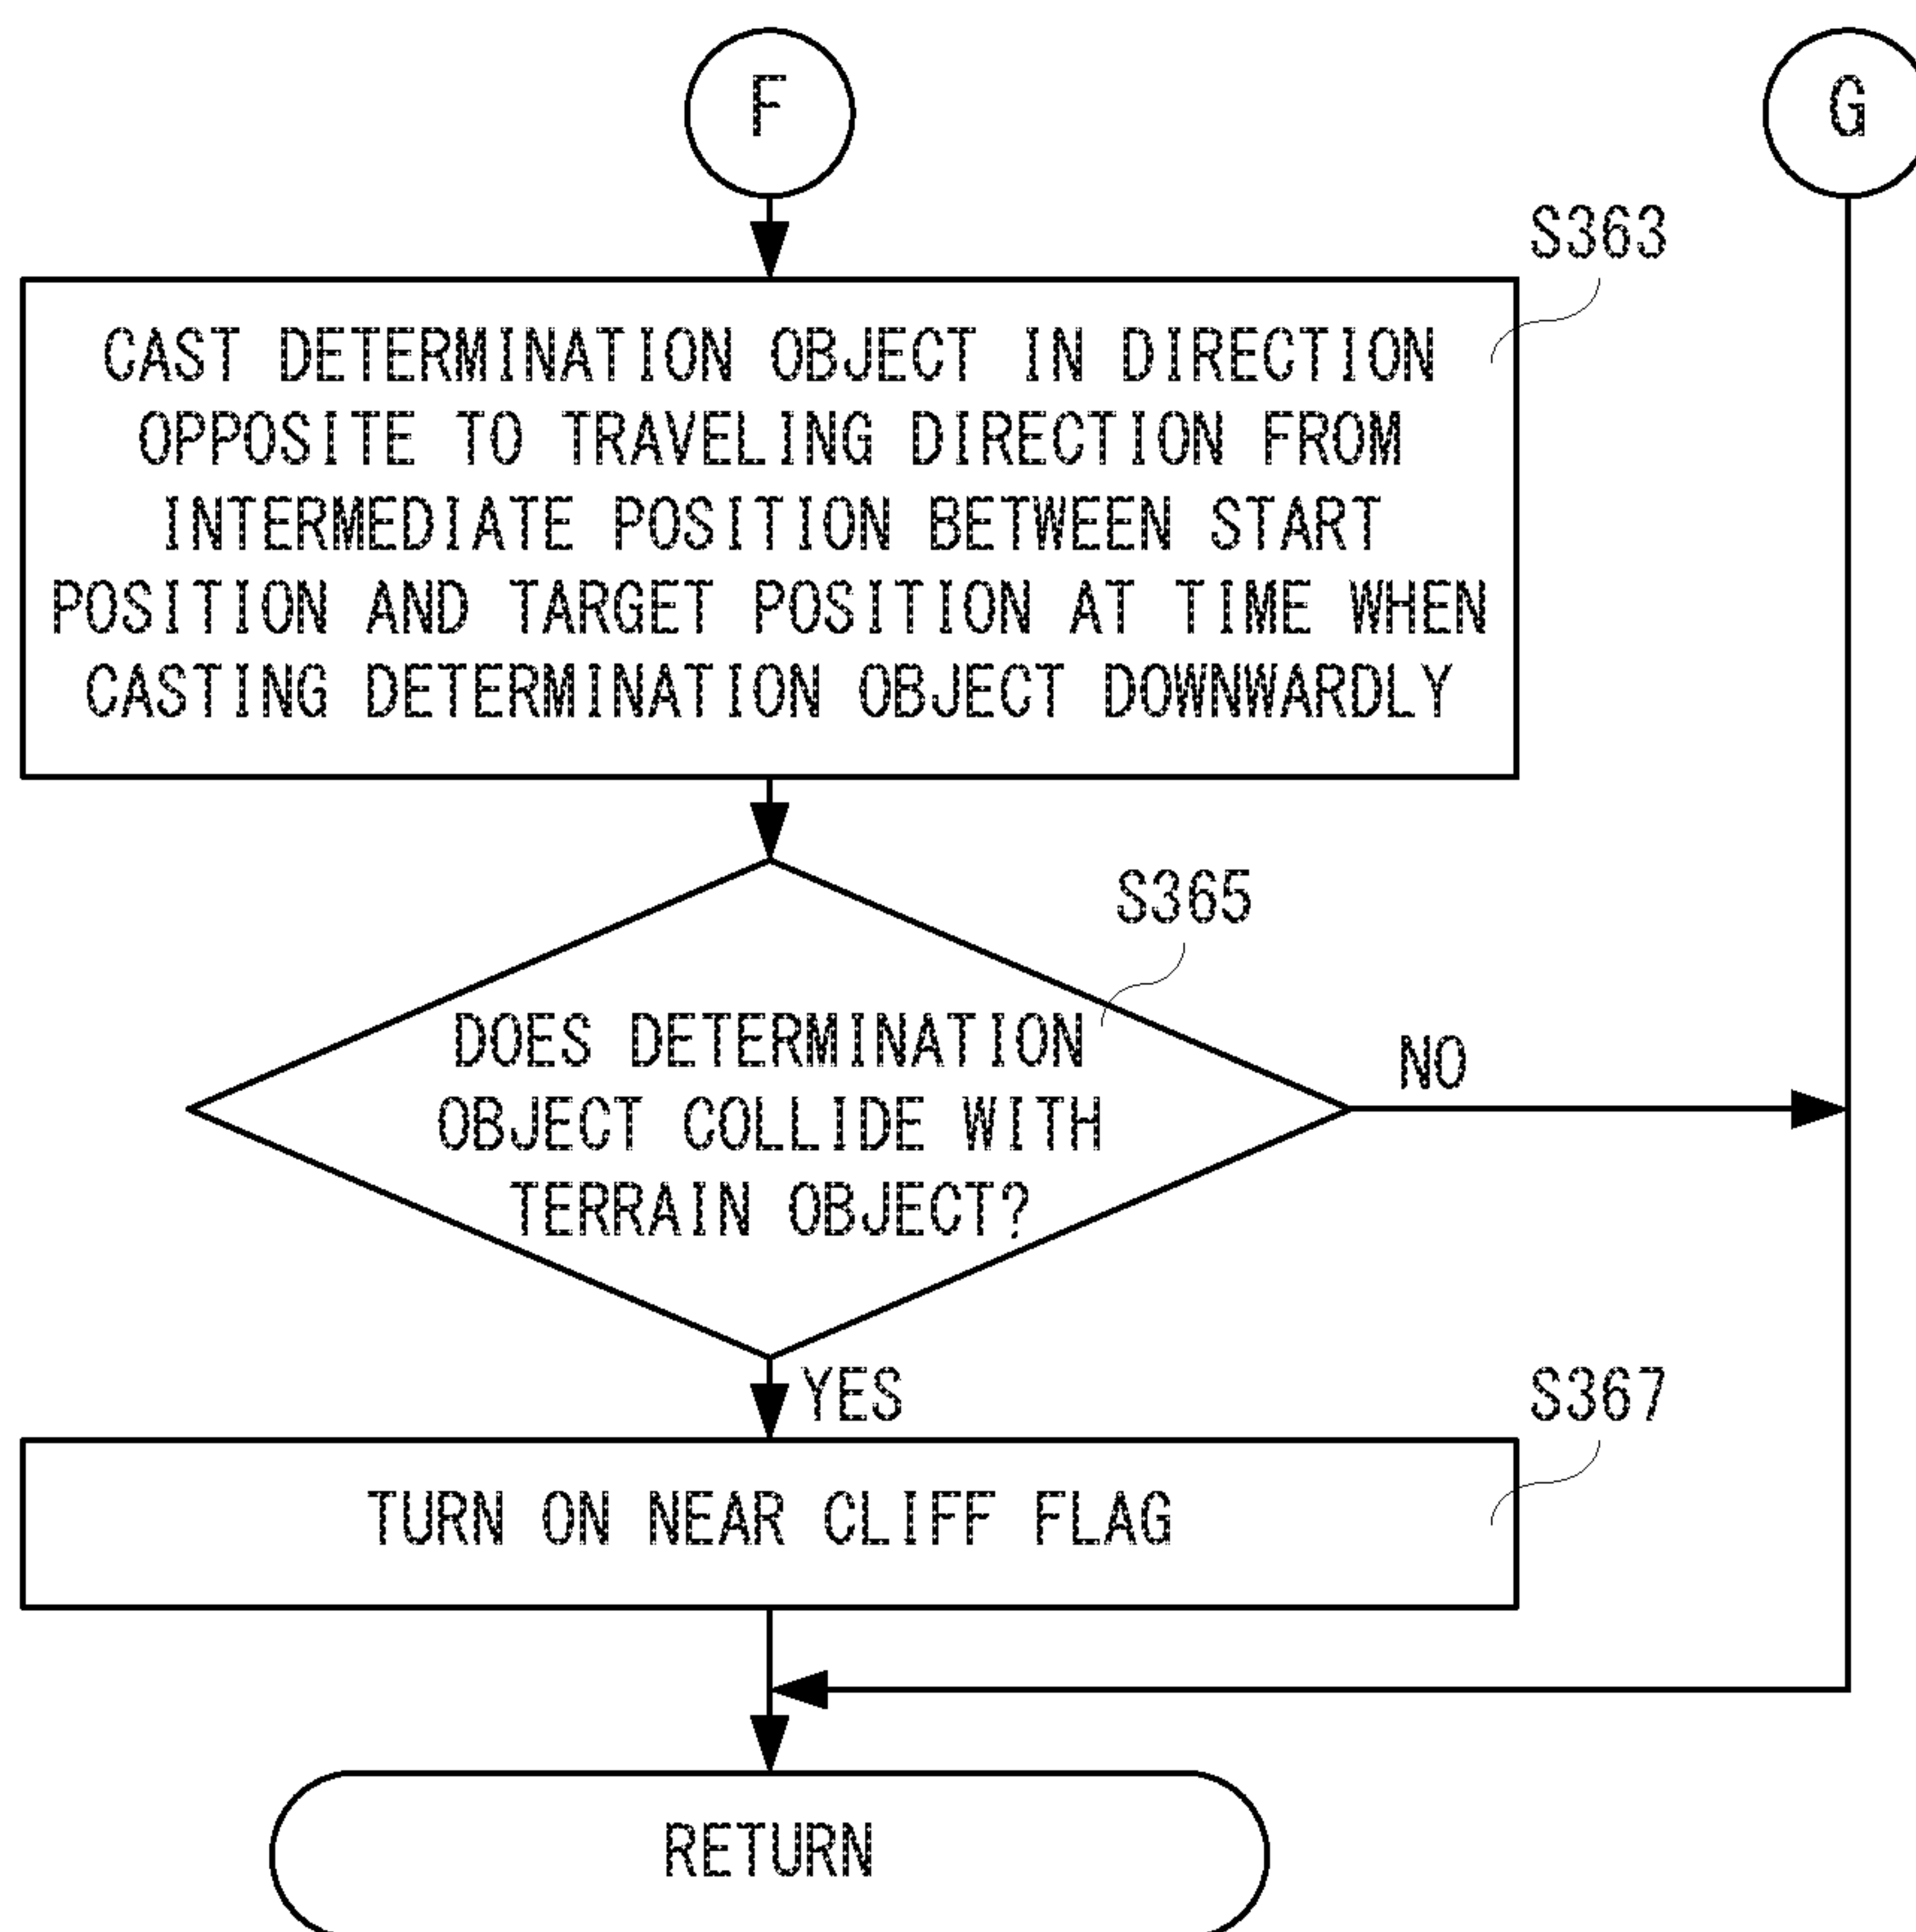 F
G
S363
CAST DETERMINATION OBJECT IN DIRECTION
OPPOSITE TO TRAVELING DIRECTION FROM
INTERMEDIATE POSITION BETWEEN START
POSITION AND TARGET POSITION AT TIME WHEN
CASTING DETERMINATION OBJECT DOWNWARDLY
S365
DOES DETERMINATION
OBJECT COLLIDE WITH
TERRAIN OBJECT?
NO
YES
S367
TURN ON NEAR CLIFF FLAG
RETURN